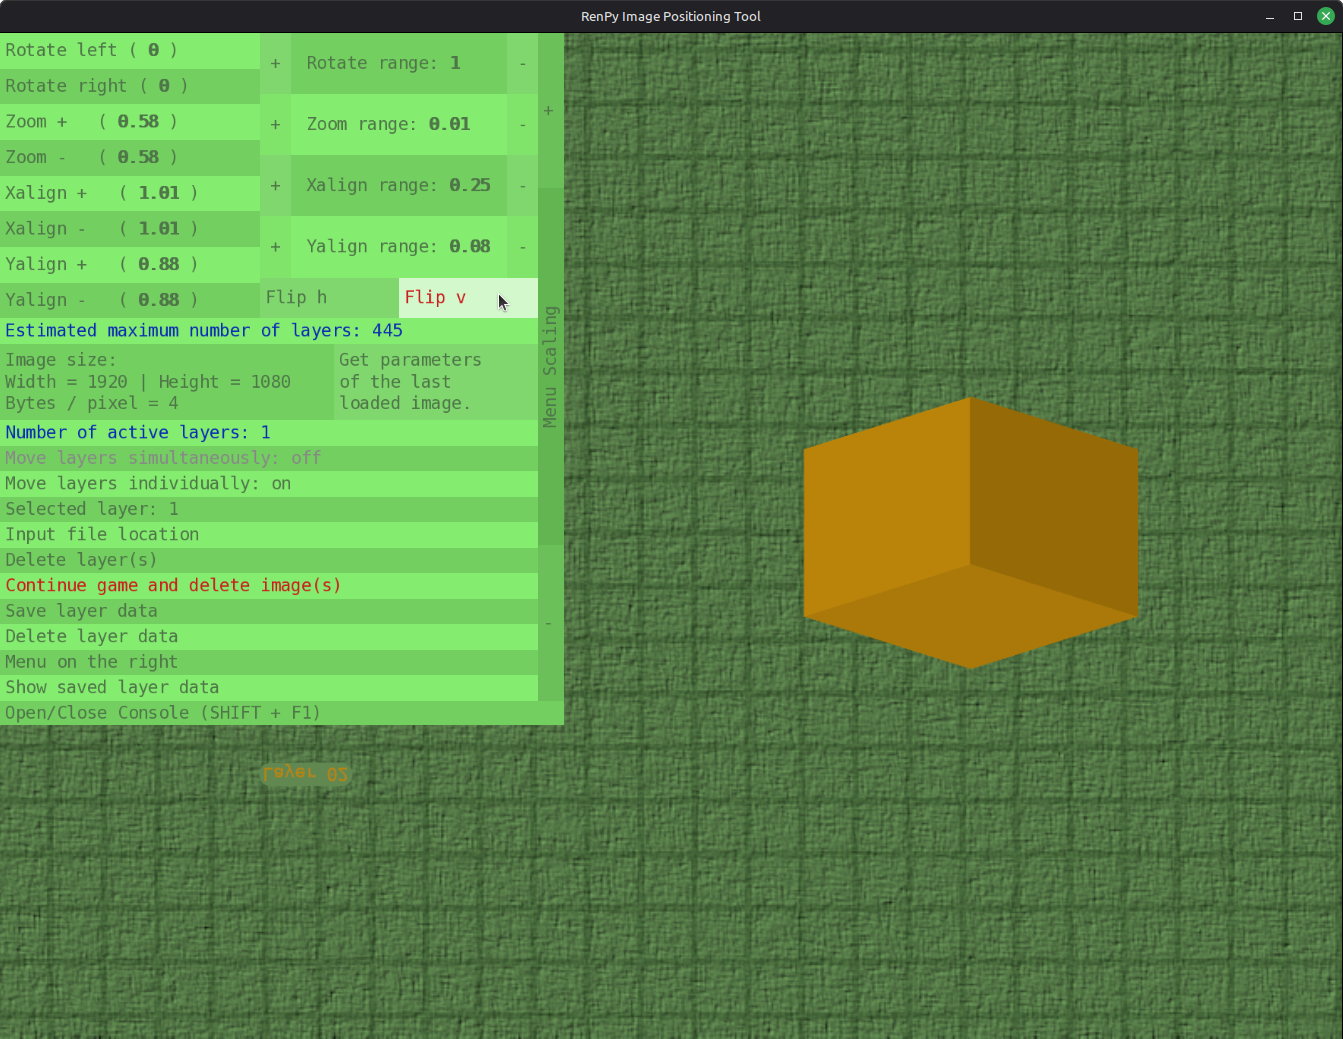 RenPy Image Positioning Tool
Rotate left ( 0 )
Rotate right ( 0 )
Zoom + ( 0.58 )
Zoom - ( 0.58 )
Xalign + ( 1.01 )
Xalign - ( 1.01 )
Yalign + ( 0.88 )
Yalign - ( 0.88 )
+ Rotate range: 1 -
+ Zoom range: 0.01 -
+ Xalign range: 0.25 -
+ Yalign range: 0.08 -
Flip h Flip v
+
Menu Scaling
-
Estimated maximum number of layers: 445
Image size:
Width = 1920 | Height = 1080
Bytes / pixel = 4
Get parameters
of the last
loaded image.
Number of active layers: 1
Move layers simultaneously: off
Move layers individually: on
Selected layer: 1
Input file location
Delete layer(s)
Continue game and delete image(s)
Save layer data
Delete layer data
Menu on the right
Show saved layer data
Open/Close Console (SHIFT + F1)
Layer 02